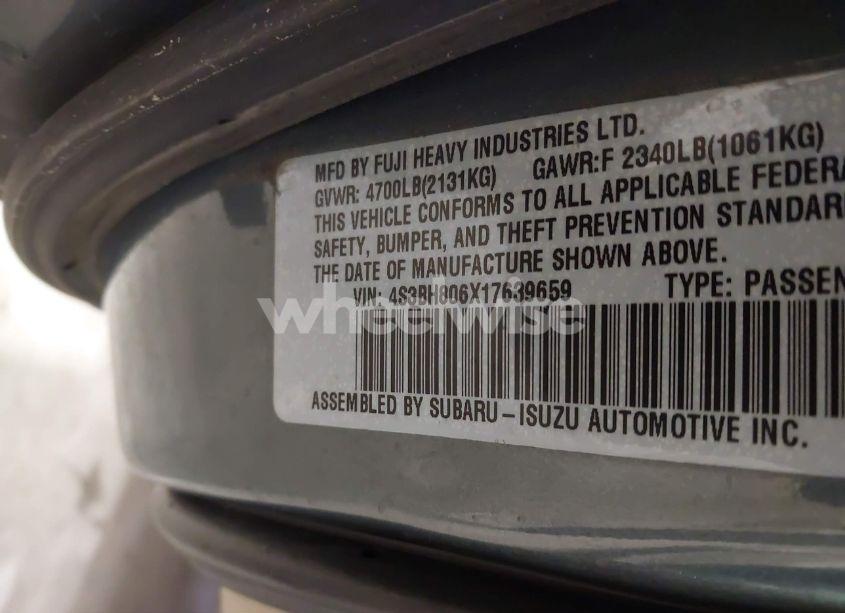 MFD BY FUJI HEAVY INDUSTRIES LTD.
GVWR: 4700LB(2131KG) GAWR:F 2340LB(1061KG)
THIS VEHICLE CONFORMS TO ALL APPLICABLE FEDERA
SAFETY, BUMPER, AND THEFT PREVENTION STANDAR
THE DATE OF MANUFACTURE SHOWN ABOVE.
VIN: 4S3BH806X17639659 TYPE: PASSEN
wheelwise
ASSEMBLED BY SUBARU-ISUZU AUTOMOTIVE INC.